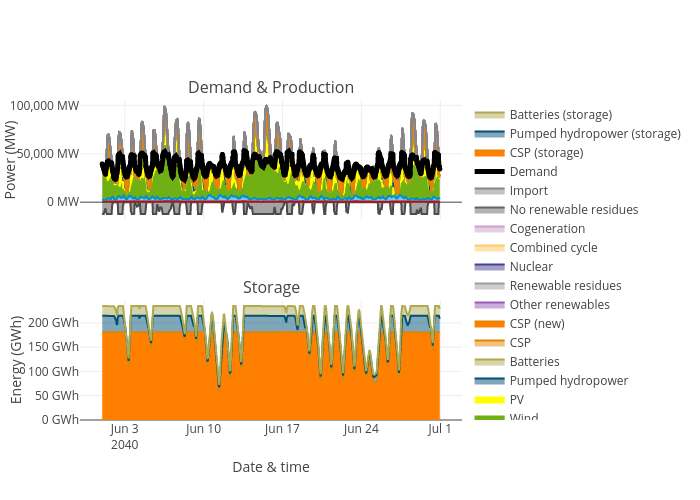 Demand & Production
100,000 MW
50,000 MW
0 MW
Power (MW)
Storage
200 GWh
150 GWh
100 GWh
50 GWh
0 GWh
Energy (GWh)
Jun 3
2040
Jun 10
Jun 17
Jun 24
Jul 1
Date & time
Batteries (storage)
Pumped hydropower (storage)
CSP (storage)
Demand
Import
No renewable residues
Cogeneration
Combined cycle
Nuclear
Renewable residues
Other renewables
CSP (new)
CSP
Batteries
Pumped hydropower
PV
Wind